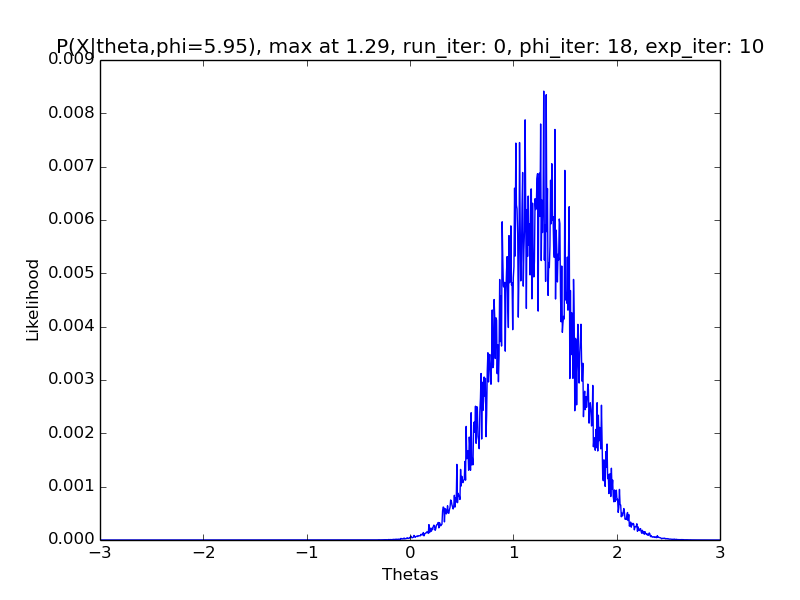 P(X|theta,phi=5.95), max at 1.29, run_iter: 0, phi_iter: 18, exp_iter: 10
0.009
0.008
0.007
0.006
0.005
0.004
0.003
0.002
0.001
0.000
Likelihood
−3 −2 −1 0 1 2 3
Thetas